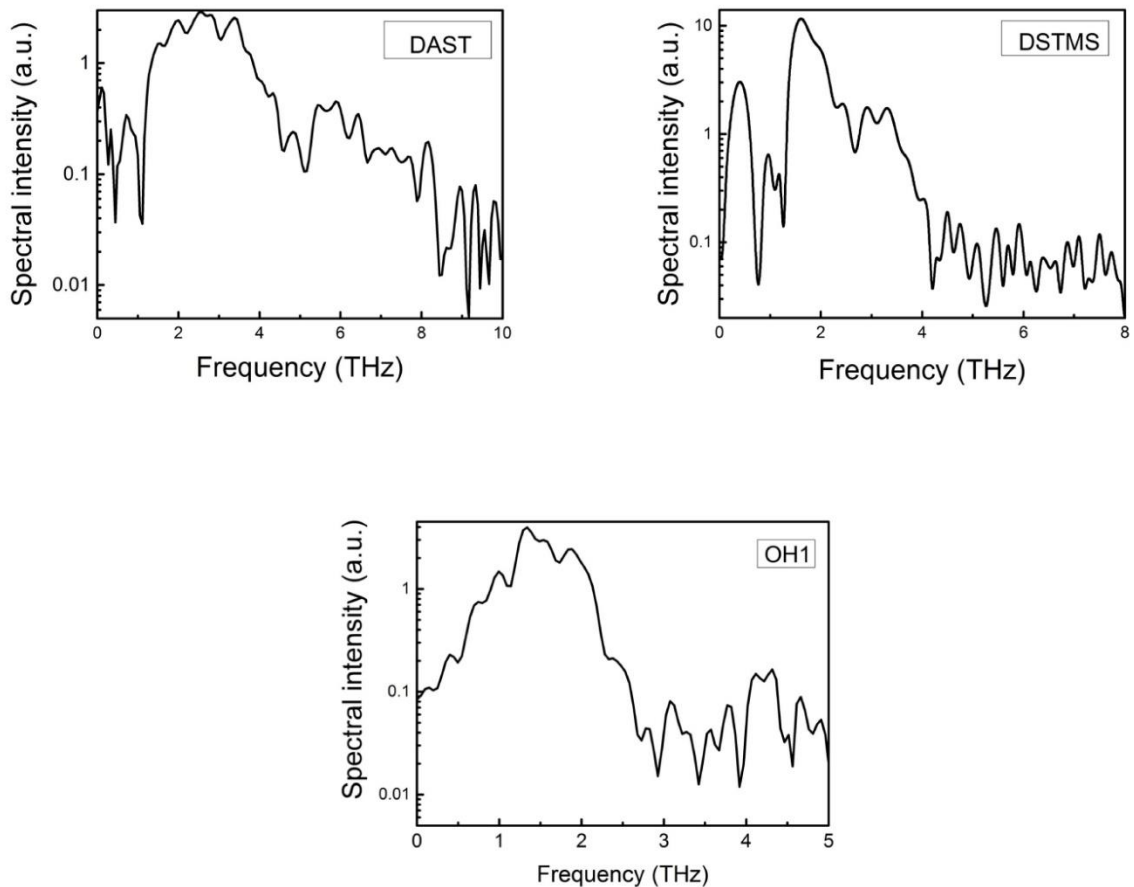 DAST
Spectral intensity (a.u.)
1
0.1
0.01
0 2 4 6 8 10
Frequency (THz)
DSTMS
Spectral intensity (a.u.)
10
1
0.1
0 2 4 6 8
Frequency (THz)
OH1
Spectral intensity (a.u.)
1
0.1
0.01
0 1 2 3 4 5
Frequency (THz)